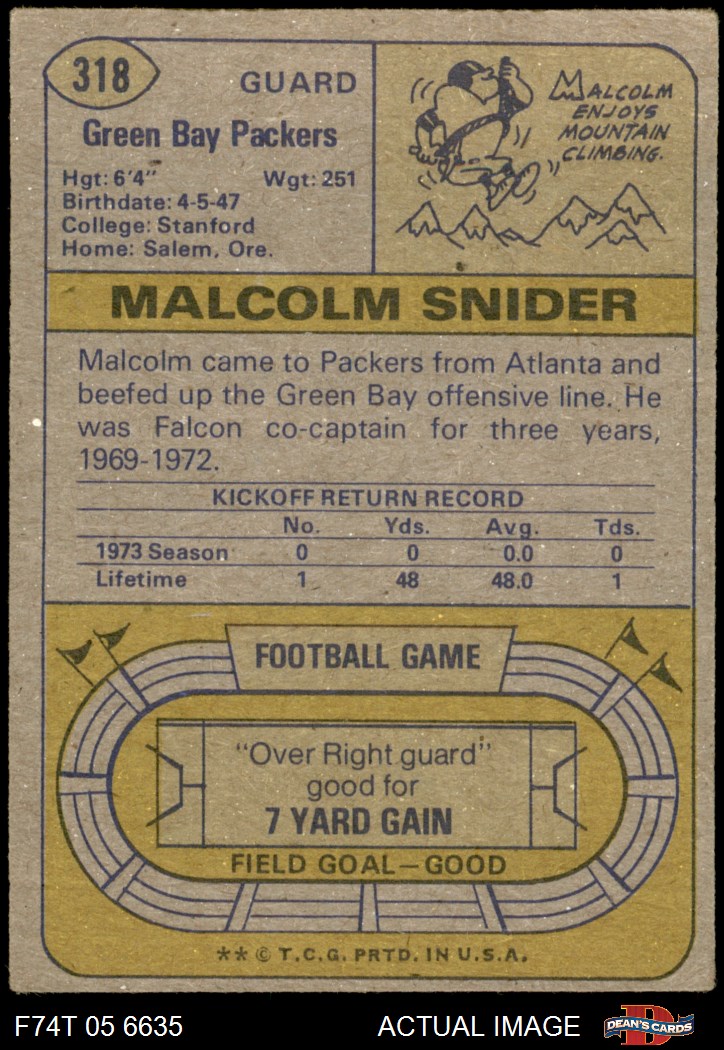 318
GUARD
Green Bay Packers
Hgt: 6'4" Wgt: 251
Birthdate: 4-5-47
College: Stanford
Home: Salem, Ore.
MALCOLM
ENJOYS
MOUNTAIN
CLIMBING.
MALCOLM SNIDER
Malcolm came to Packers from Atlanta and
beefed up the Green Bay offensive line. He
was Falcon co-captain for three years,
1969-1972.
KICKOFF RETURN RECORD
No. Yds. Avg. Tds.
1973 Season 0 0 0.0 0
Lifetime 1 48 48.0 1
FOOTBALL GAME
"Over Right guard"
good for
7 YARD GAIN
FIELD GOAL—GOOD
** © T.C.G. PRTD. IN U.S.A.
F74T 05 6635 ACTUAL IMAGE
D
DEAN'S CARDS